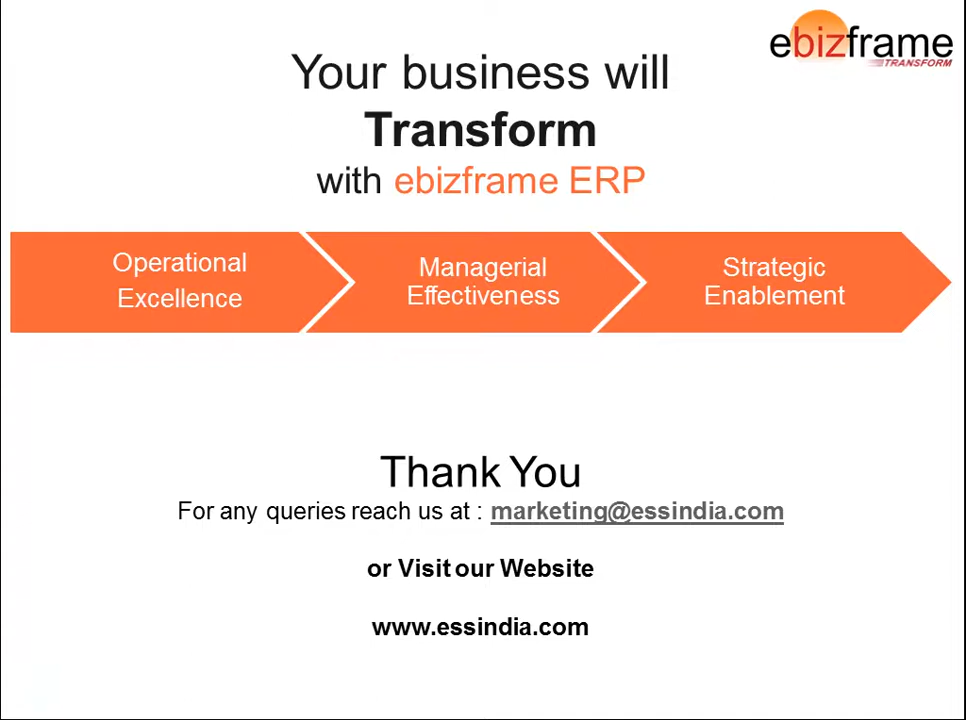 ebizframe
TRANSFORM
Your business will
Transform
with ebizframe ERP
Operational
Excellence
Managerial
Effectiveness
Strategic
Enablement
Thank You
For any queries reach us at : marketing@essindia.com
or Visit our Website
www.essindia.com